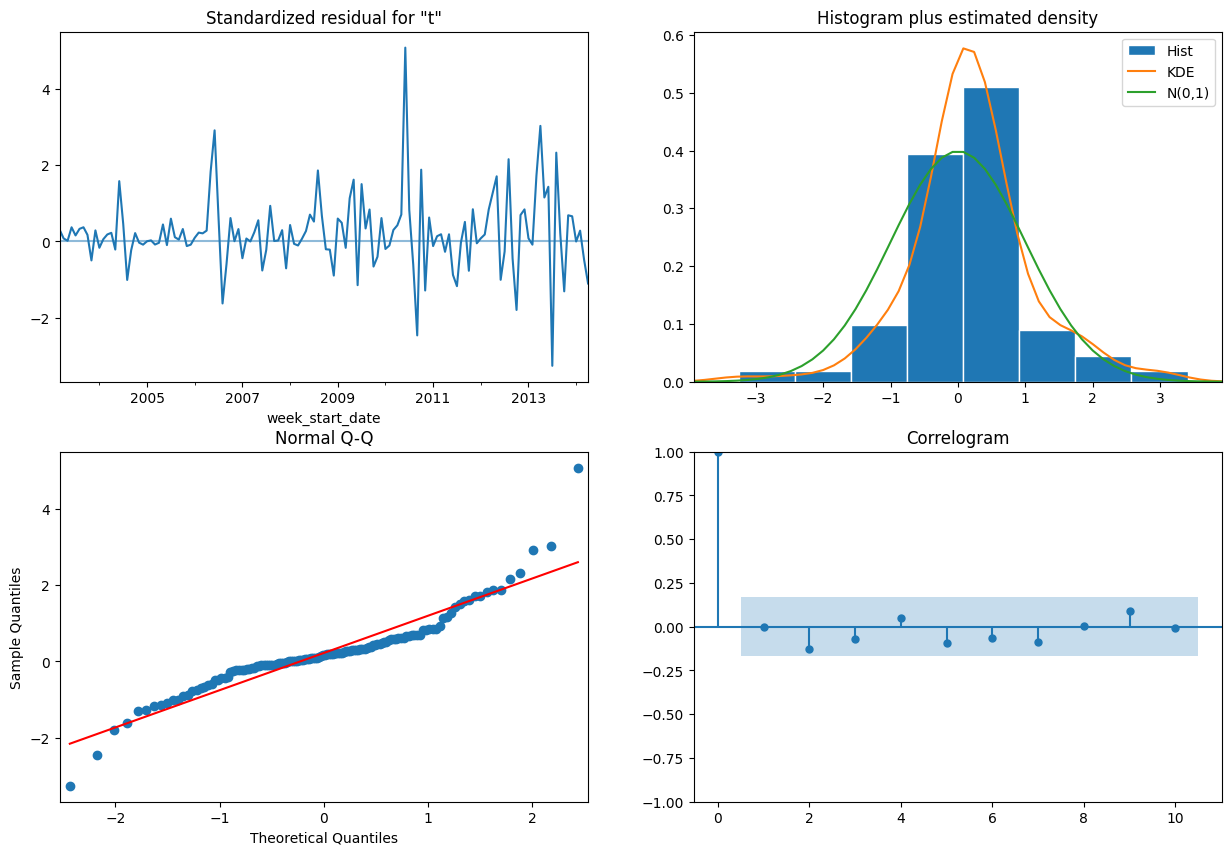 Standardized residual for "t"
4
2
0
−2
2005 2007 2009 2011 2013
week_start_date
Histogram plus estimated density
0.6
0.5
0.4
0.3
0.2
0.1
0.0
−3 −2 −1 0 1 2 3
Hist
KDE
N(0,1)
Normal Q-Q
Sample Quantiles
4
2
0
−2
−2 −1 0 1 2
Theoretical Quantiles
Correlogram
1.00
0.75
0.50
0.25
0.00
−0.25
−0.50
−0.75
−1.00
0 2 4 6 8 10